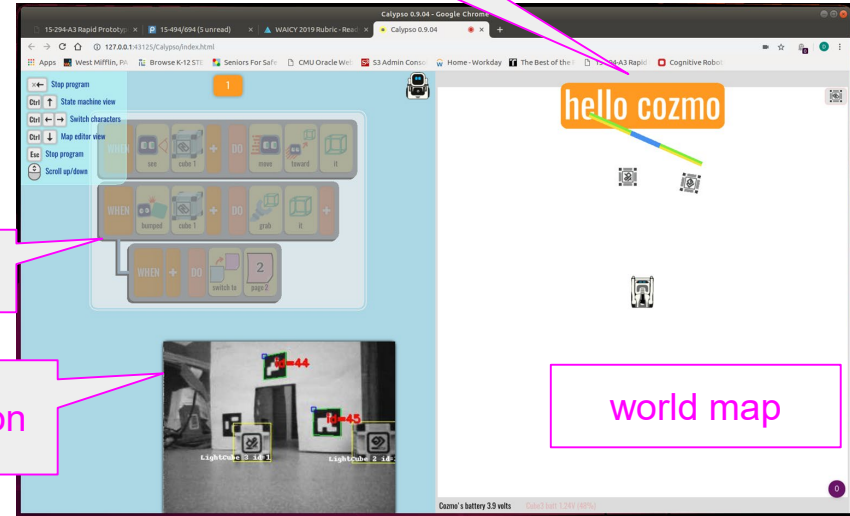 Calypso 0.9.04 - Google Chrome
15-294-A3 Rapid Prototyp
15-494/694 (5 unread)
WAICY 2019 Rubric - Read
Calypso 0.9.04
127.0.0.1:43125/Calypso/index.html
Apps
West Mifflin, PA
Browse K-12 STE
Seniors For Safe
CMU Oracle Web
S3 Admin Consol
Home - Workday
The Best of the
15-294-A3 Rapid
Cognitive Robot
Stop program
Ctrl ↑ State machine view
Ctrl ← → Switch characters
Ctrl ↓ Map editor view
Esc Stop program
Scroll up/down
1
WHEN see cube 1 + DO move toward it
WHEN bumped cube 1 + DO grab it +
WHEN + DO switch to 2 page 2
hello cozmo
on
id=44
id=45
LightCube 3 id 1
LightCube 2 id
world map
0
Cozmo's battery 3.9 volts